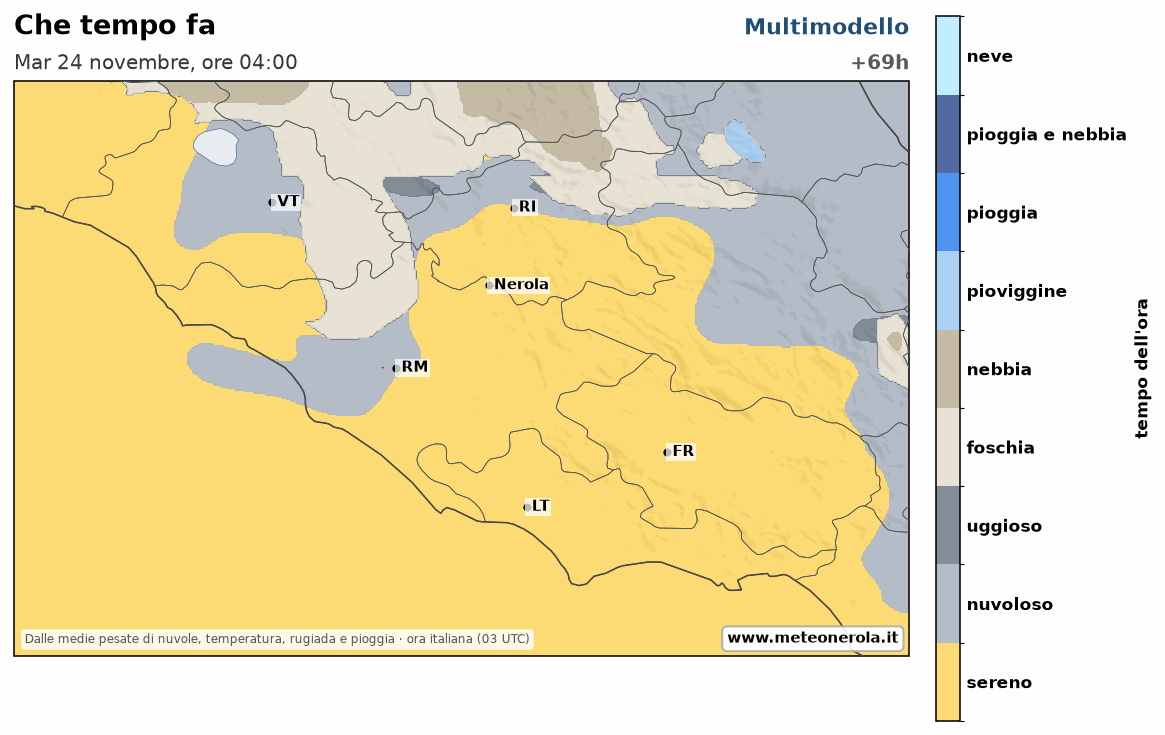 Che tempo fa
Multimodello
Mar 24 novembre, ore 04:00
+69h
VT
RI
Nerola
RM
FR
LT
Dalle medie pesate di nuvole, temperatura, rugiada e pioggia · ora italiana (03 UTC)
www.meteonerola.it
neve
pioggia e nebbia
pioggia
pioviggine
nebbia
foschia
uggioso
nuvoloso
sereno
tempo dell'ora